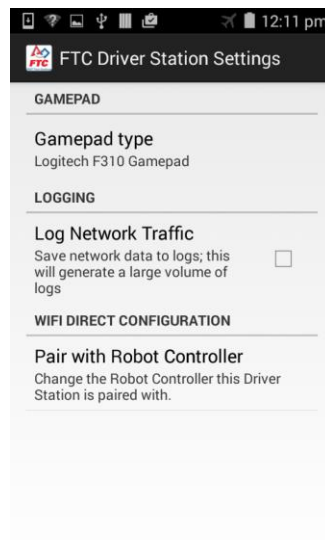 12:11 pm
FTC FTC Driver Station Settings
GAMEPAD
Gamepad type
Logitech F310 Gamepad
LOGGING
Log Network Traffic
Save network data to logs; this
will generate a large volume of
logs
WIFI DIRECT CONFIGURATION
Pair with Robot Controller
Change the Robot Controller this Driver
Station is paired with.